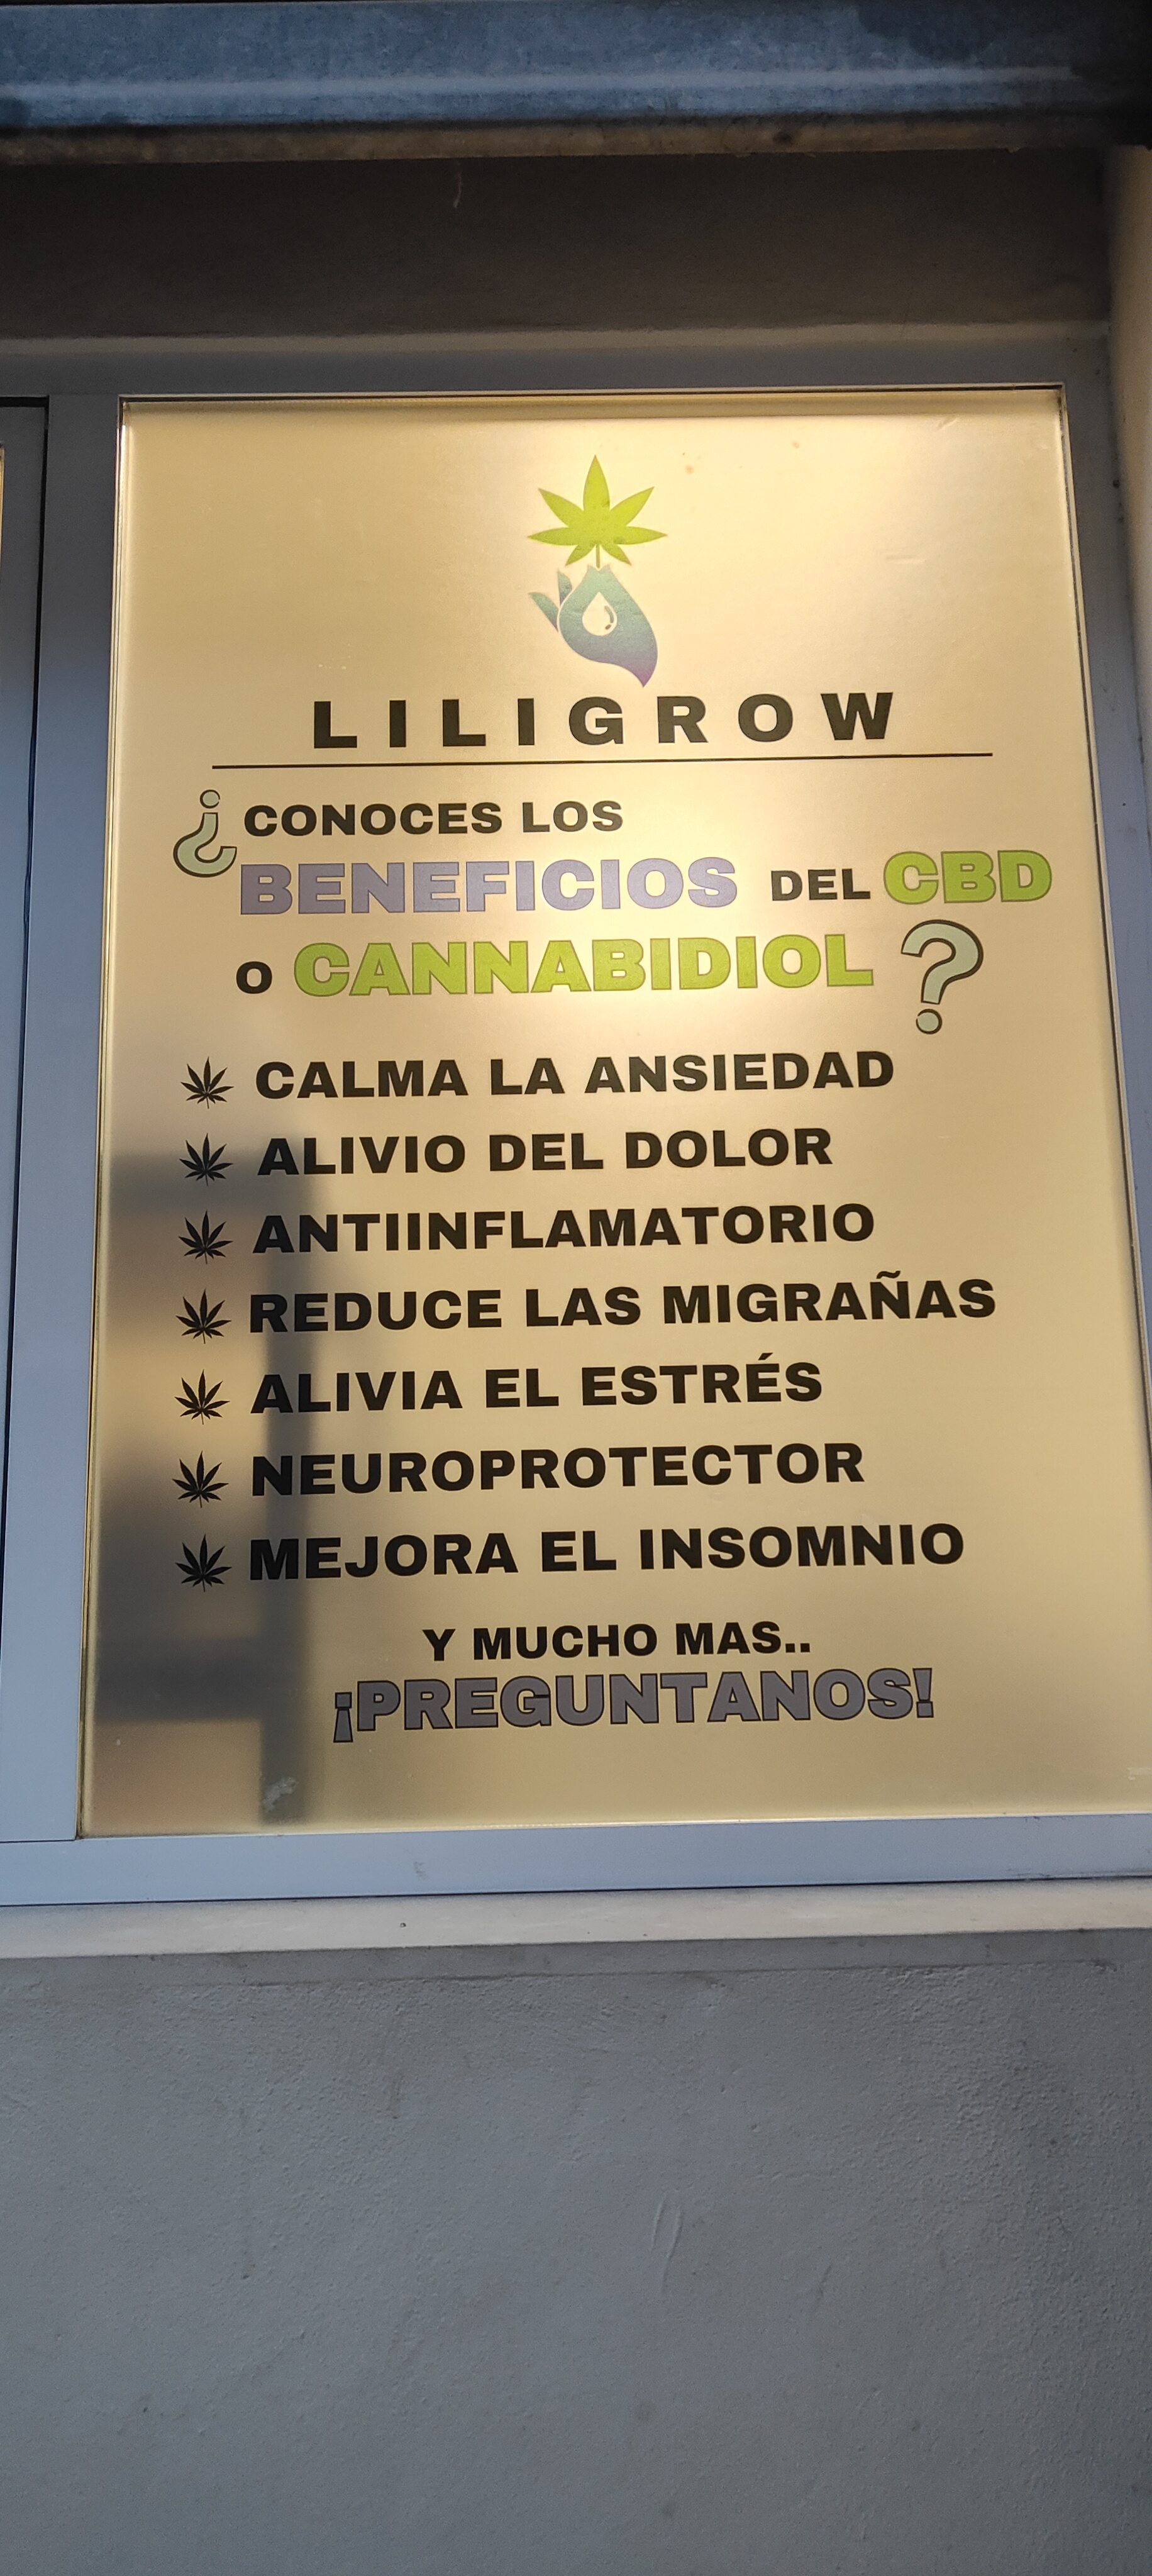 LILIGROW
¿CONOCES LOS
BENEFICIOS DEL CBD
O CANNABIDIOL?
CALMA LA ANSIEDAD
ALIVIO DEL DOLOR
ANTIINFLAMATORIO
REDUCE LAS MIGRAÑAS
ALIVIA EL ESTRÉS
NEUROPROTECTOR
MEJORA EL INSOMNIO
Y MUCHO MAS..
¡PREGUNTANOS!